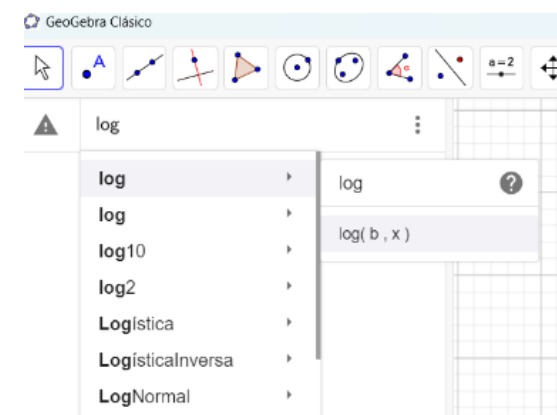 GeoGebra Clásico
A
a=2
log
log
log
log10
log2
Logística
LogísticaInversa
LogNormal
log
log( b , x )